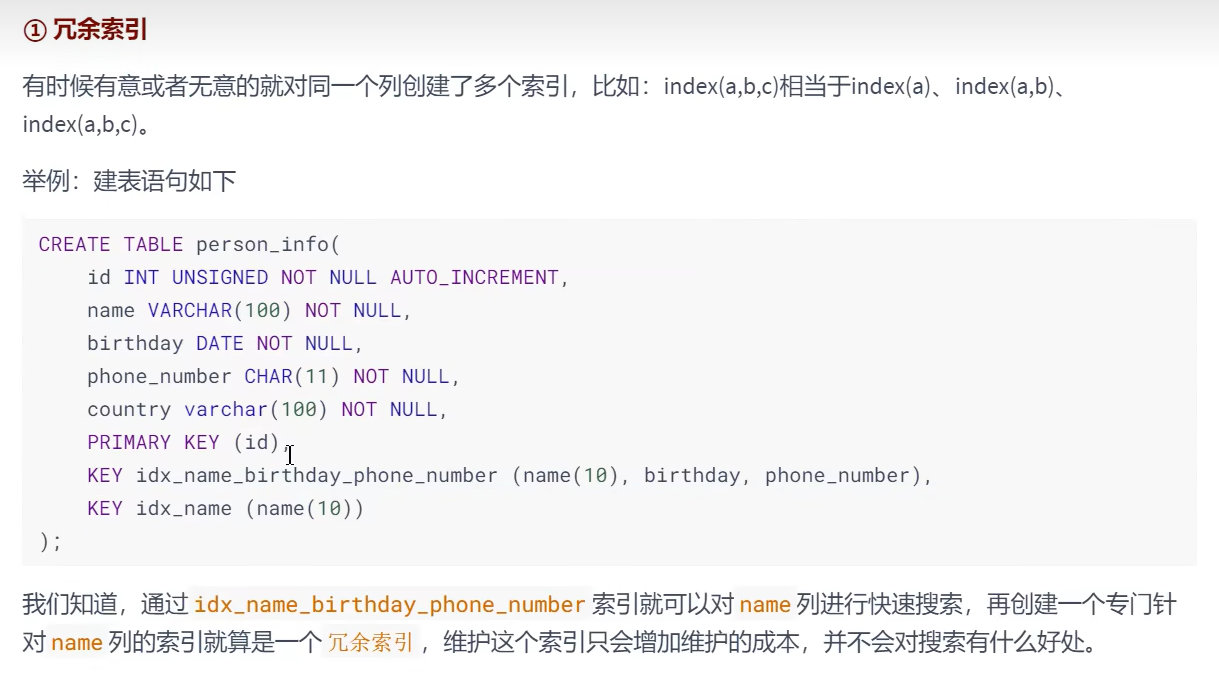 ① 冗余索引
有时候有意或者无意的就对同一个列创建了多个索引，比如：index(a,b,c)相当于index(a)、index(a,b)、
index(a,b,c)。
举例：建表语句如下
CREATE TABLE person_info(
    id INT UNSIGNED NOT NULL AUTO_INCREMENT,
    name VARCHAR(100) NOT NULL,
    birthday DATE NOT NULL,
    phone_number CHAR(11) NOT NULL,
    country varchar(100) NOT NULL,
    PRIMARY KEY (id),
    KEY idx_name_birthday_phone_number (name(10), birthday, phone_number),
    KEY idx_name (name(10))
);
我们知道，通过 idx_name_birthday_phone_number 索引就可以对 name 列进行快速搜索，再创建一个专门针
对 name 列的索引就算是一个 冗余索引 ，维护这个索引只会增加维护的成本，并不会对搜索有什么好处。